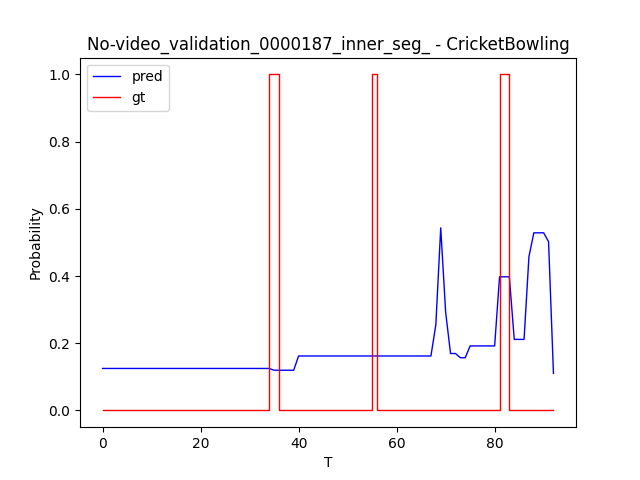 No-video_validation_0000187_inner_seg_ - CricketBowling
pred
gt
1.0
0.8
0.6
0.4
0.2
0.0
Probability
0
20
40
60
80
T